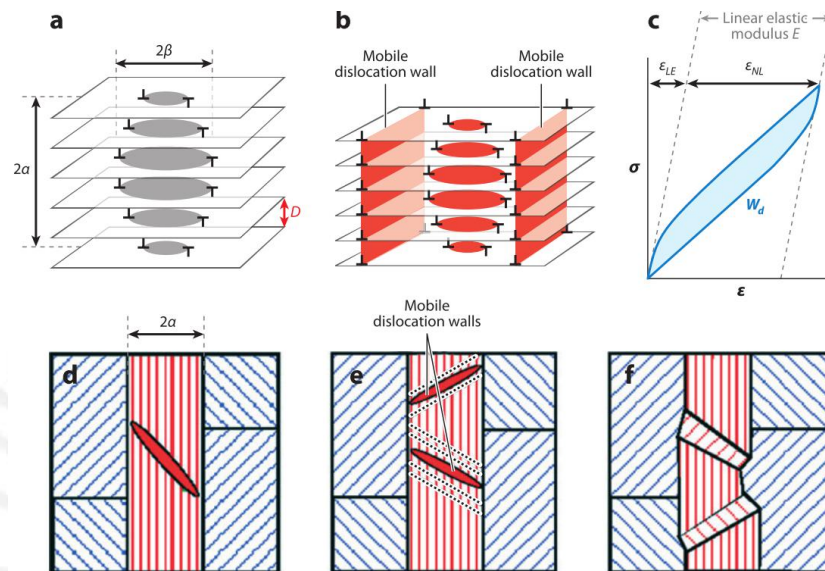 a
2β
2α
D
b
Mobile
dislocation wall
Mobile
dislocation wall
c
Linear elastic
modulus E
ε_LE
ε_NL
σ
W_d
ε
d
2α
Mobile
dislocation walls
e
f